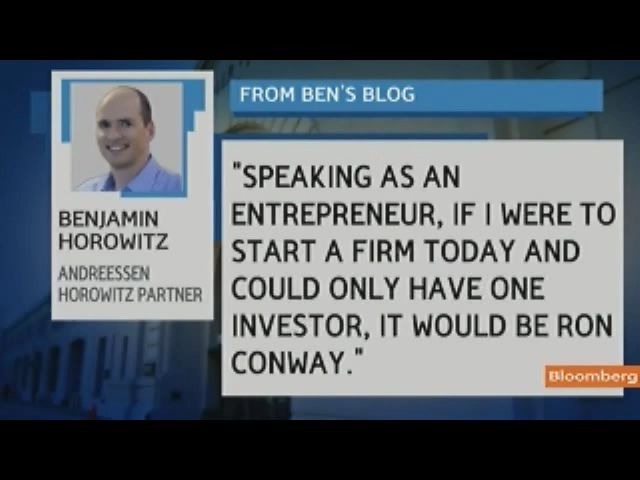 FROM BEN'S BLOG
BENJAMIN
HOROWITZ
ANDREESSEN
HOROWITZ PARTNER
"SPEAKING AS AN
ENTREPRENEUR, IF I WERE TO
START A FIRM TODAY AND
COULD ONLY HAVE ONE
INVESTOR, IT WOULD BE RON
CONWAY."
Bloomberg